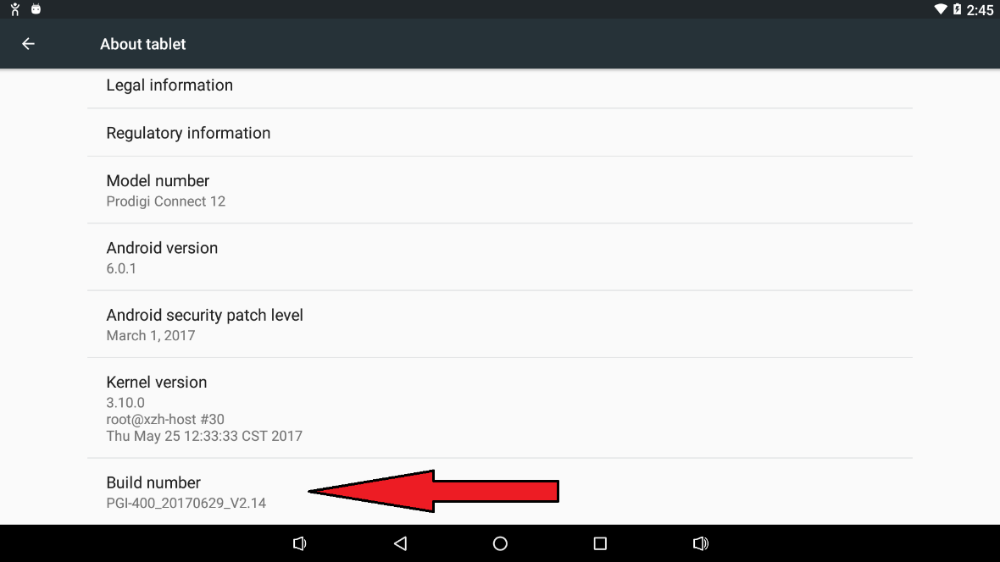 2:45
About tablet
Legal information
Regulatory information
Model number
Prodigi Connect 12
Android version
6.0.1
Android security patch level
March 1, 2017
Kernel version
3.10.0
root@xzh-host #30
Thu May 25 12:33:33 CST 2017
Build number
PGI-400_20170629_V2.14